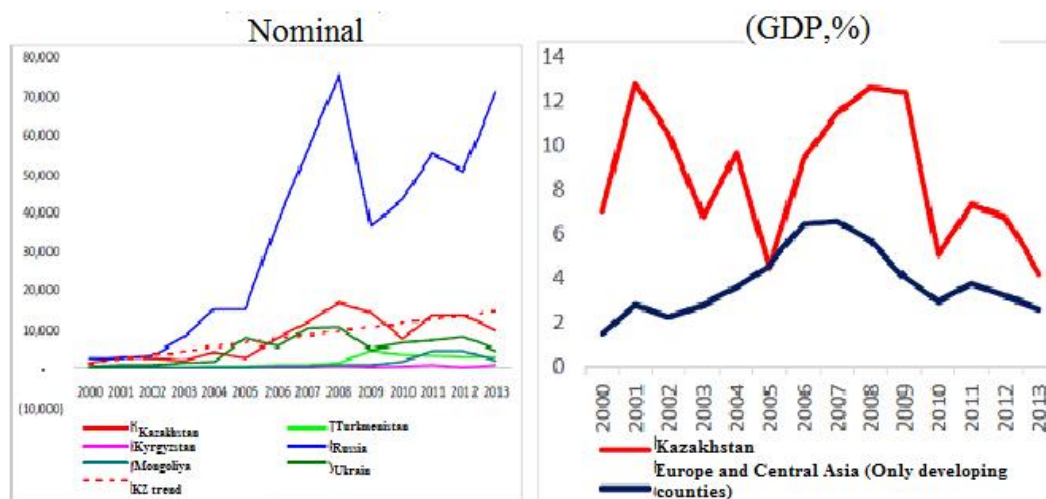 Nominal
(GDP,%)
80,000
70,000
60,000
50,000
40,000
30,000
20,000
10,000
-
(10,000)
2000 2001 2002 2003 2004 2005 2006 2007 2008 2009 2010 2011 2012 2013
Kazakhstan
Turkmenistan
Kyrgyzstan
Russia
Mongoliya
Ukrain
KZ trend
14
12
10
8
6
4
2
0
2000 2001 2002 2003 2004 2005 2006 2007 2008 2009 2010 2011 2012 2013
Kazakhstan
Europe and Central Asia (Only developing
counties)